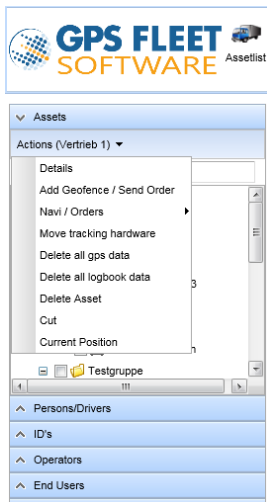 GPS FLEET
SOFTWARE
Assetlist
Assets
Actions (Vertrieb 1)
Details
Add Geofence / Send Order
Navi / Orders
Move tracking hardware
Delete all gps data
Delete all logbook data
3
Delete Asset
Cut
Current Position
n
Testgruppe
Persons/Drivers
ID's
Operators
End Users